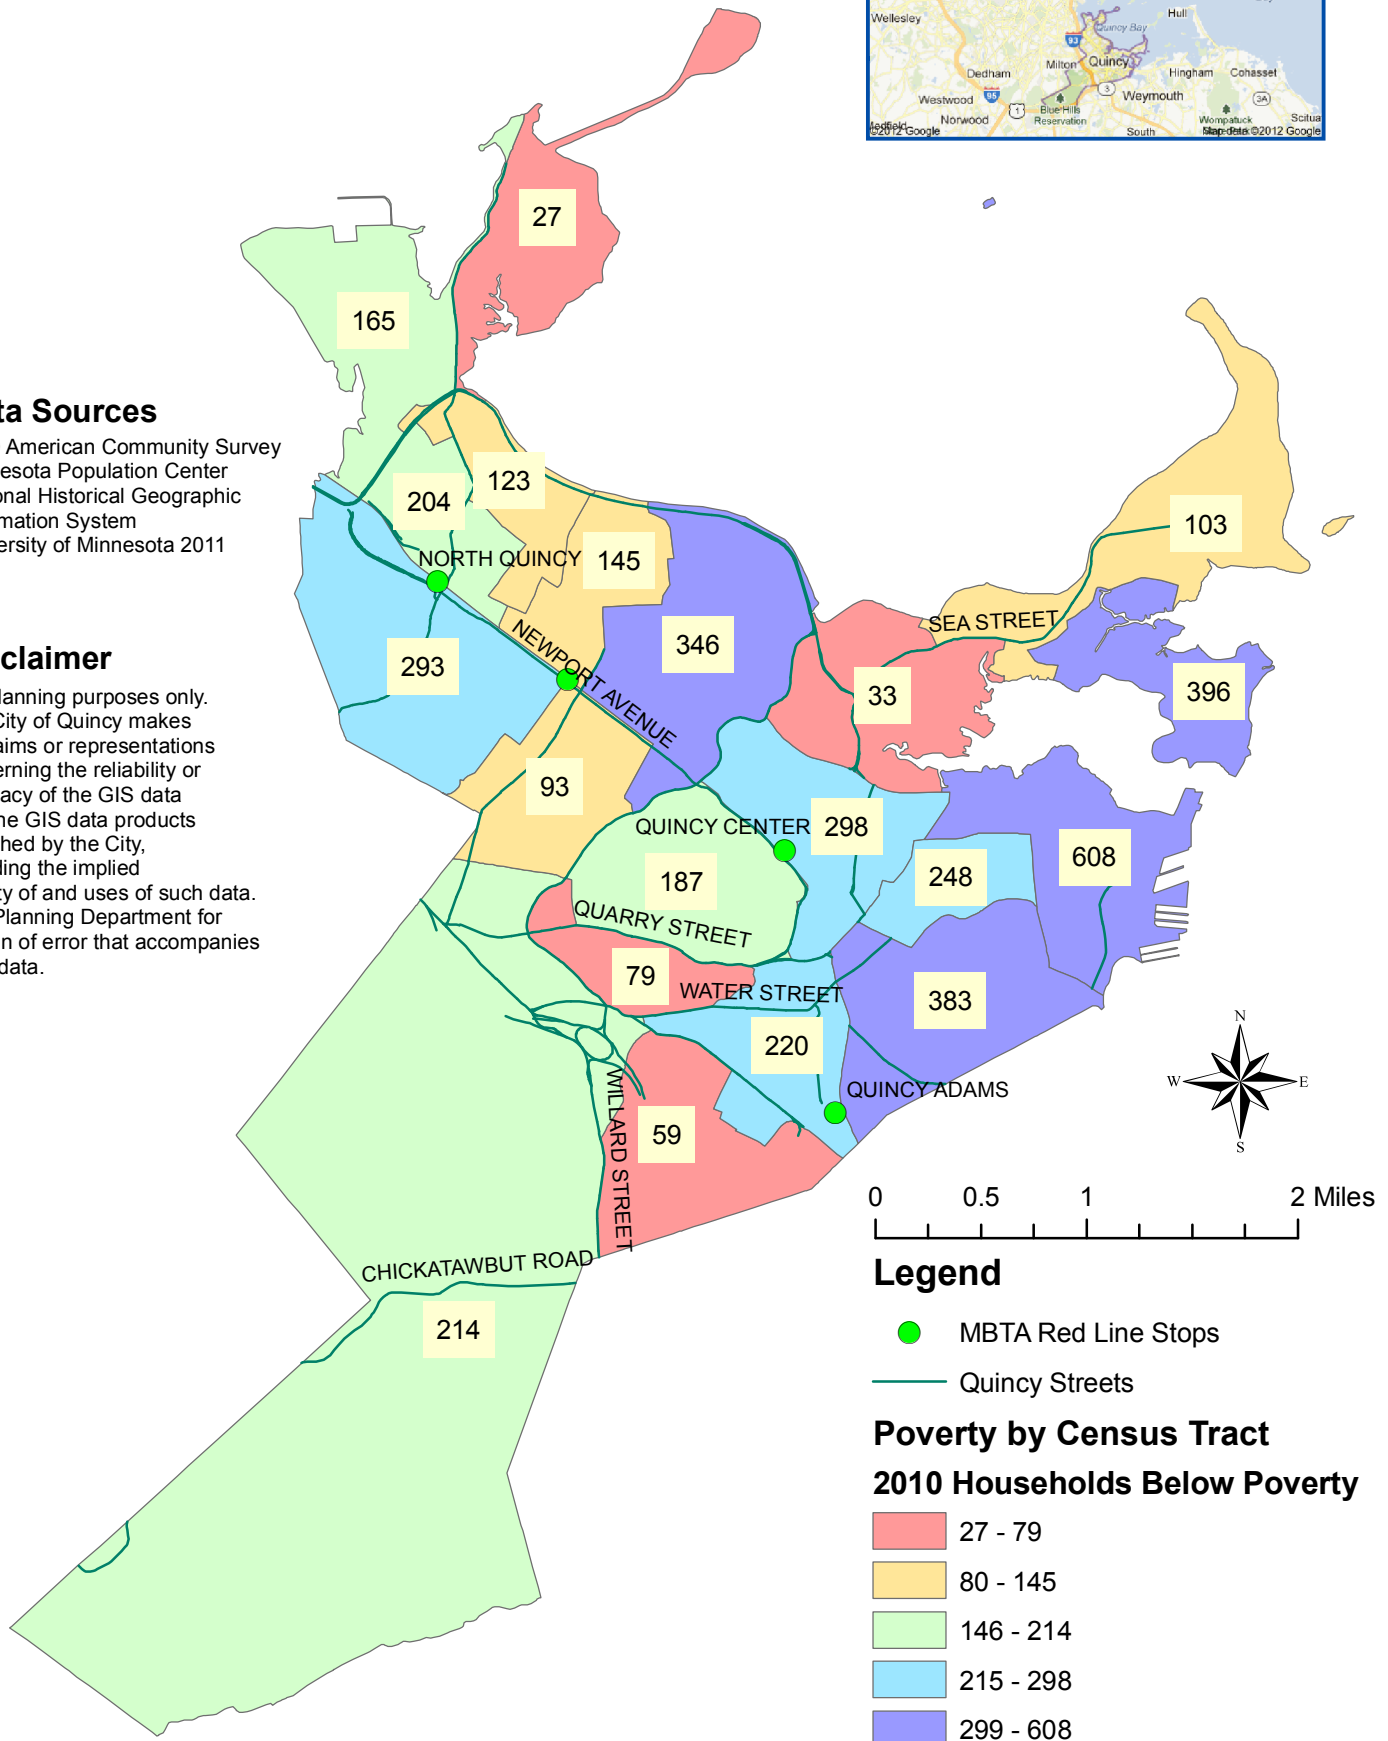 Wellesley
Hull
Quincy Bay
93
Milton
Quincy
Dedham
Hingham
Cohasset
95
3
Weymouth
3A
Westwood
1
Blue Hills
Reservation
Norwood
Wompatuck
Scitua
©2012 Google
South
Map data ©2012 Google
27
165
ta Sources
American Community Survey
nesota Population Center
onal Historical Geographic
rmation System
ersity of Minnesota 2011
123
204
103
NORTH QUINCY
145
SEA STREET
NEWPORT AVENUE
346
293
33
396
claimer
lanning purposes only.
City of Quincy makes
aims or representations
erning the reliability or
acy of the GIS data
he GIS data products
hed by the City,
ding the implied
ty of and uses of such data.
Planning Department for
n of error that accompanies
data.
93
QUINCY CENTER
298
608
187
248
QUARRY STREET
79
WATER STREET
383
220
QUINCY ADAMS
WILLARD STREET
59
N
W
E
S
0 0.5 1 2 Miles
CHICKATAWBUT ROAD
214
Legend
MBTA Red Line Stops
Quincy Streets
Poverty by Census Tract
2010 Households Below Poverty
27 - 79
80 - 145
146 - 214
215 - 298
299 - 608